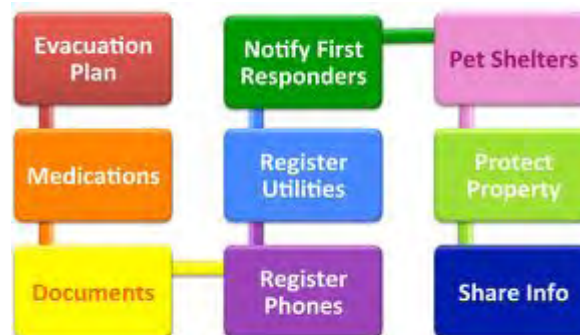 Evacuation
Plan
Medications
Documents
Register
Phones
Register
Utilities
Notify First
Responders
Pet Shelters
Protect
Property
Share Info